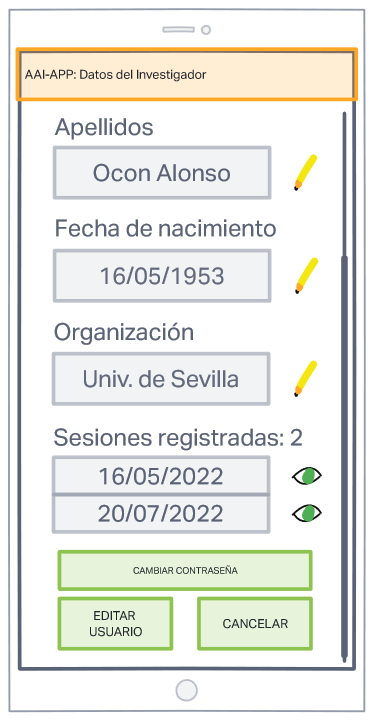 AAI-APP: Datos del Investigador
Apellidos
Ocon Alonso
Fecha de nacimiento
16/05/1953
Organización
Univ. de Sevilla
Sesiones registradas: 2
16/05/2022
20/07/2022
CAMBIAR CONTRASEÑA
EDITAR
USUARIO
CANCELAR